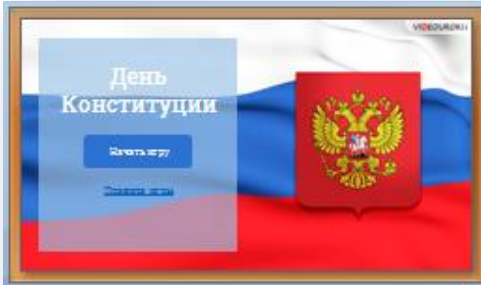 VIDEOUROKI
День
Конституции
Начать игру
Правила игры